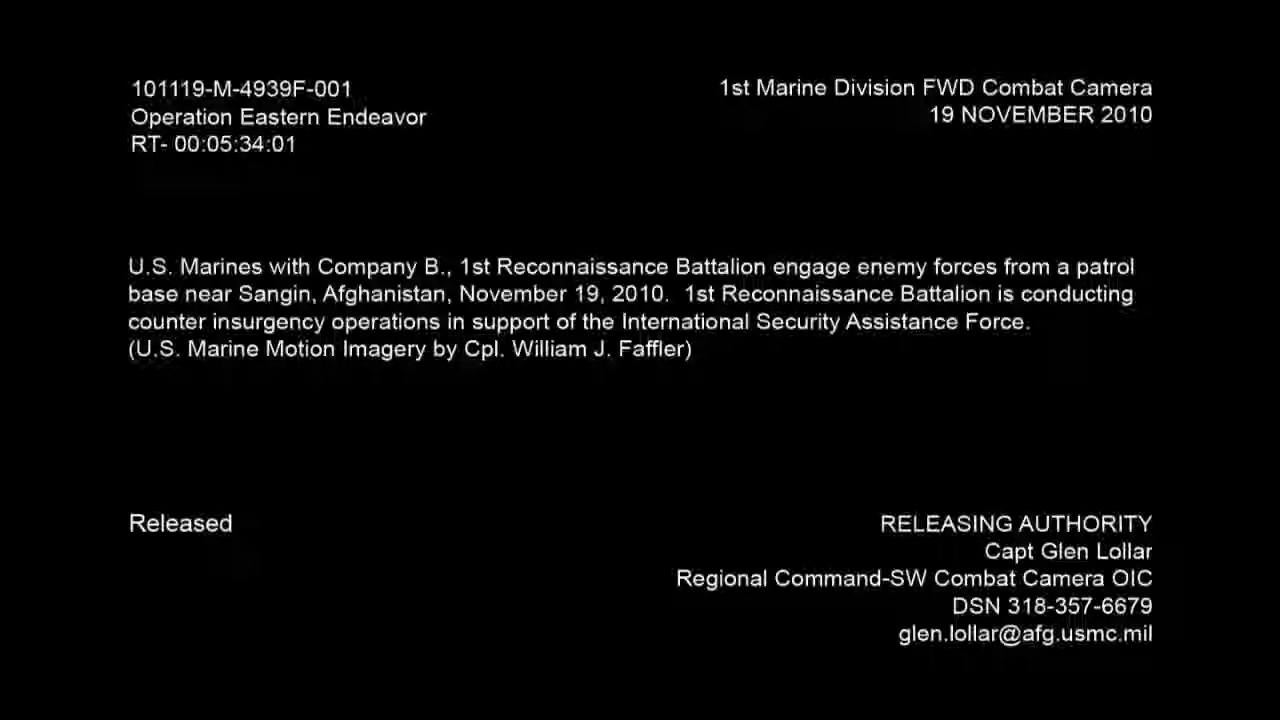 101119-M-4939F-001
Operation Eastern Endeavor
RT- 00:05:34:01
1st Marine Division FWD Combat Camera
19 NOVEMBER 2010
U.S. Marines with Company B., 1st Reconnaissance Battalion engage enemy forces from a patrol
base near Sangin, Afghanistan, November 19, 2010.  1st Reconnaissance Battalion is conducting
counter insurgency operations in support of the International Security Assistance Force.
(U.S. Marine Motion Imagery by Cpl. William J. Faffler)
Released
RELEASING AUTHORITY
Capt Glen Lollar
Regional Command-SW Combat Camera OIC
DSN 318-357-6679
glen.lollar@afg.usmc.mil